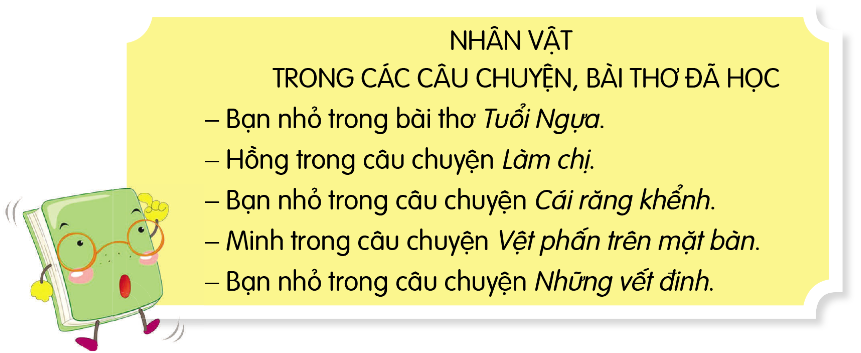 NHÂN VẬT
TRONG CÁC CÂU CHUYỆN, BÀI THƠ ĐÃ HỌC
– Bạn nhỏ trong bài thơ Tuổi Ngựa.
– Hồng trong câu chuyện Làm chị.
– Bạn nhỏ trong câu chuyện Cái răng khểnh.
– Minh trong câu chuyện Vệt phấn trên mặt bàn.
– Bạn nhỏ trong câu chuyện Những vết đinh.